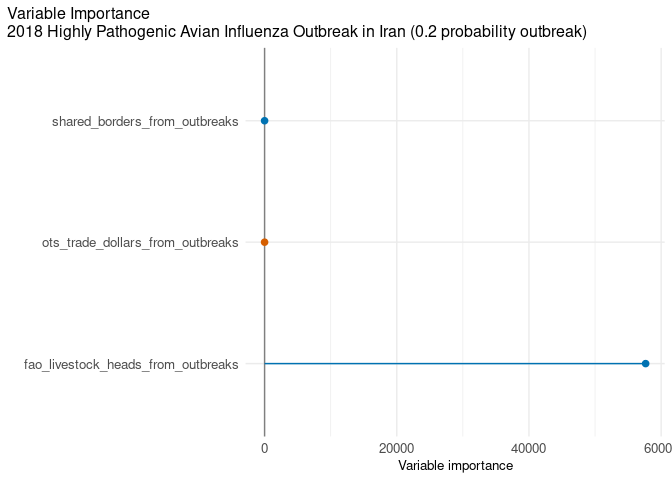 Variable Importance
2018 Highly Pathogenic Avian Influenza Outbreak in Iran (0.2 probability outbreak)
shared_borders_from_outbreaks
ots_trade_dollars_from_outbreaks
fao_livestock_heads_from_outbreaks
0 20000 40000 6000
Variable importance